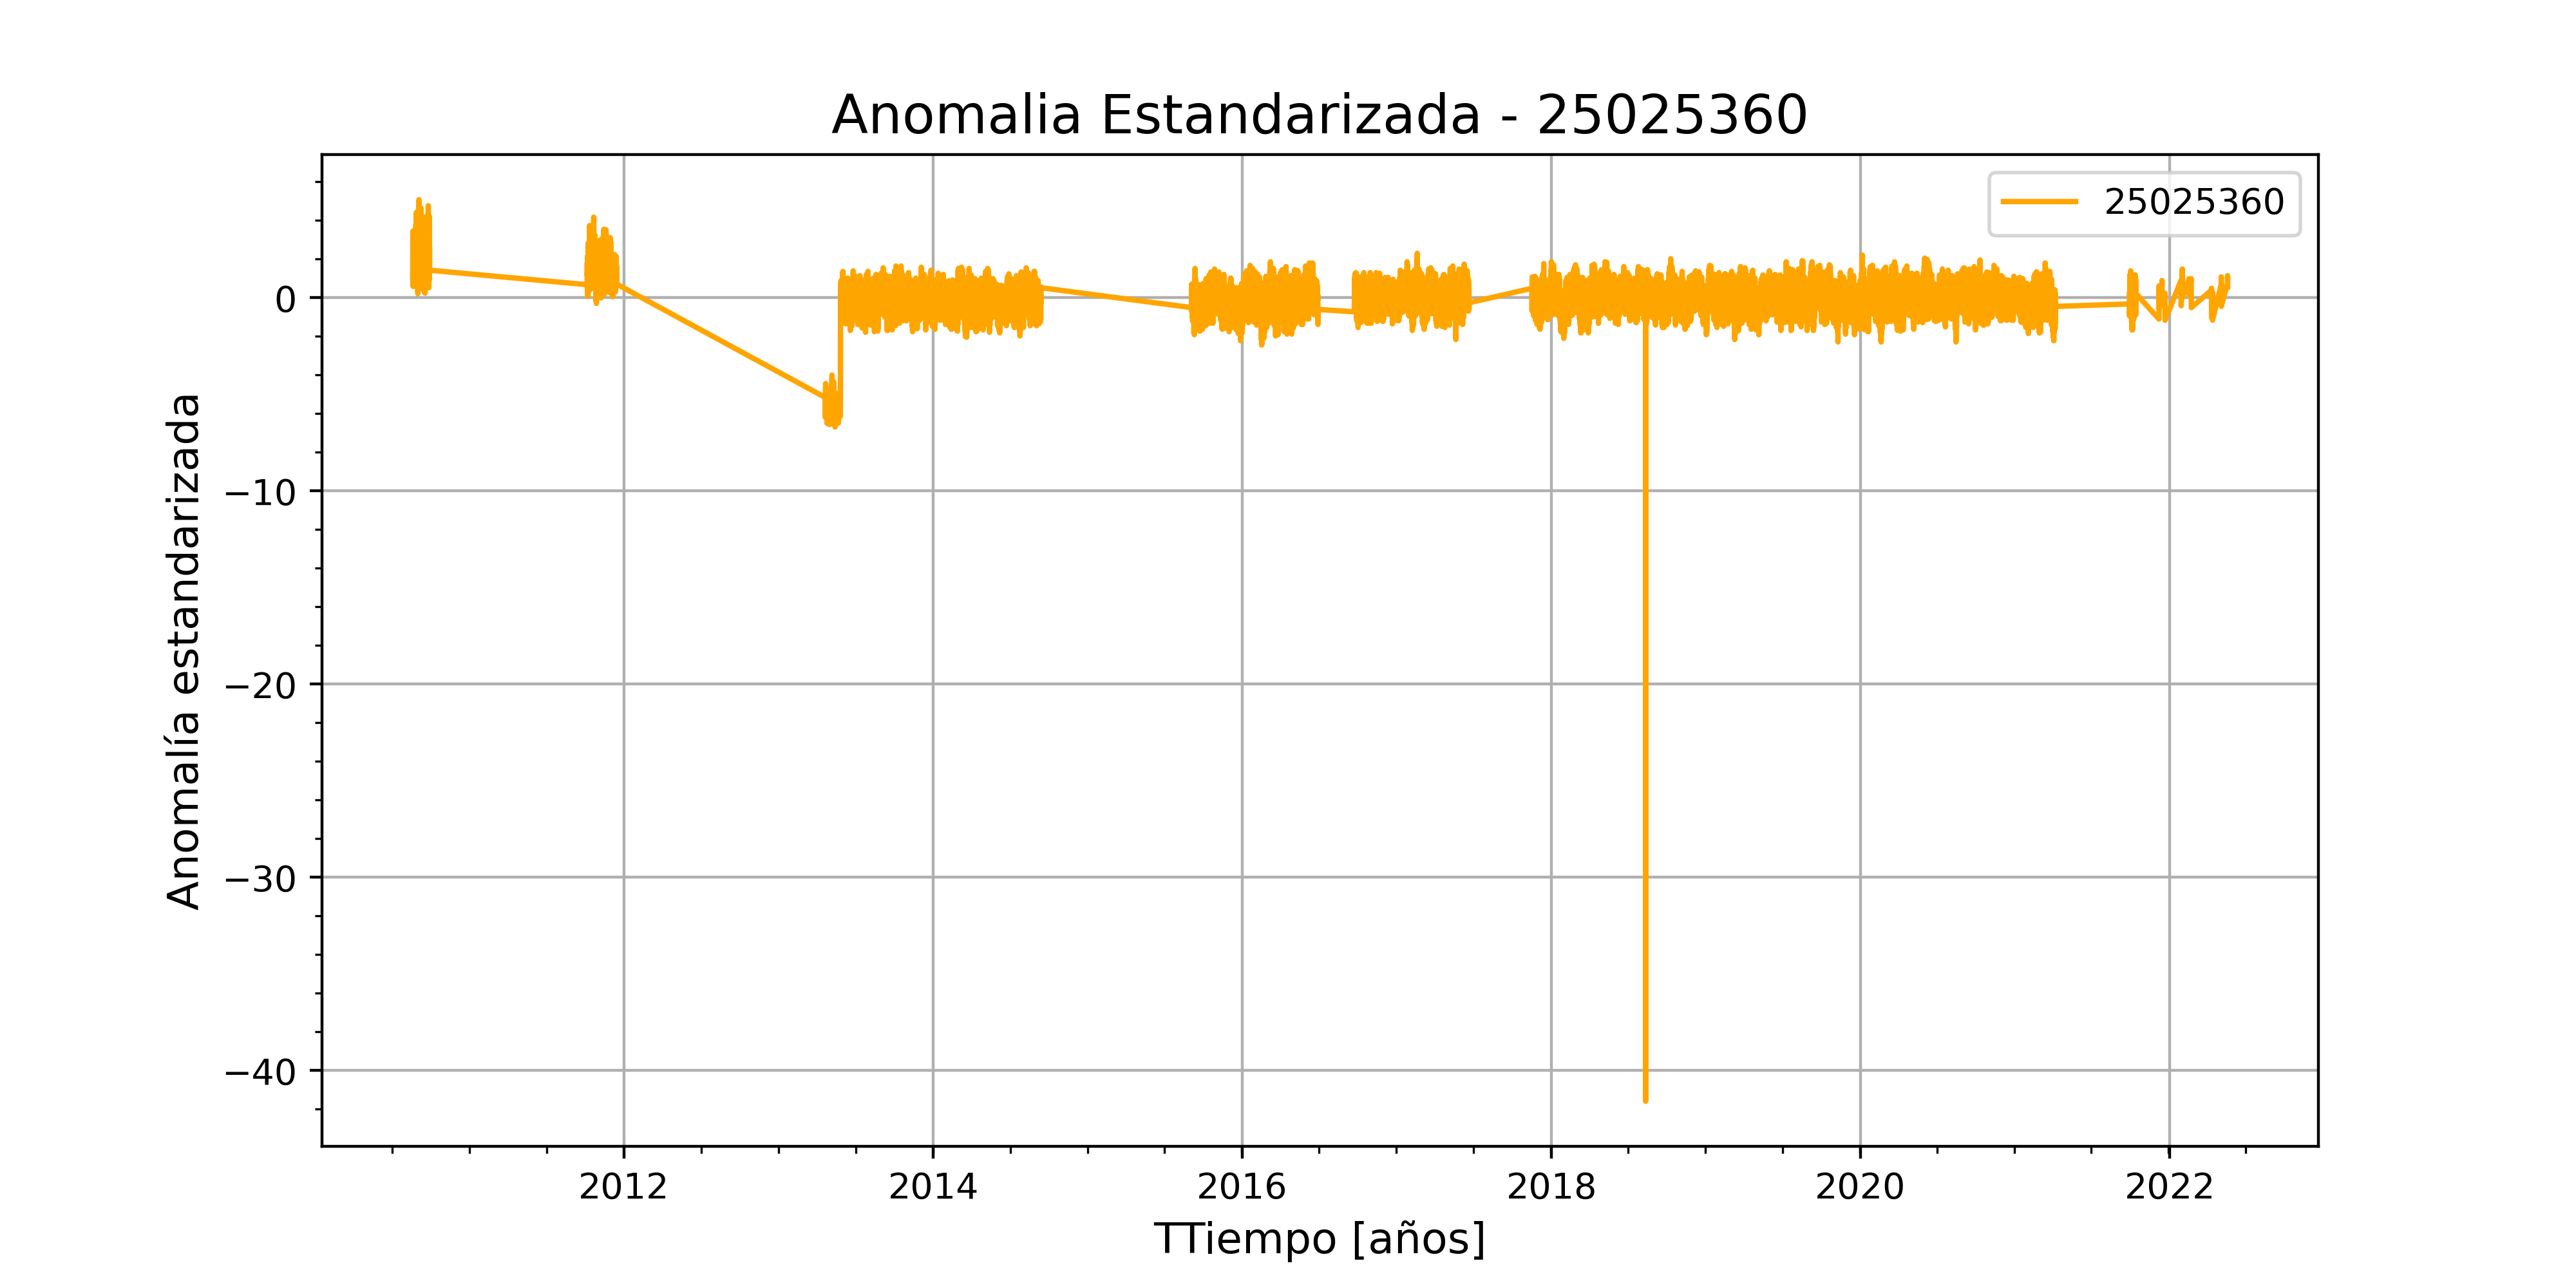 Anomalia Estandarizada - 25025360
25025360
Anomalía estandarizada
0
−10
−20
−30
−40
2012 2014 2016 2018 2020 2022
TTiempo [años]